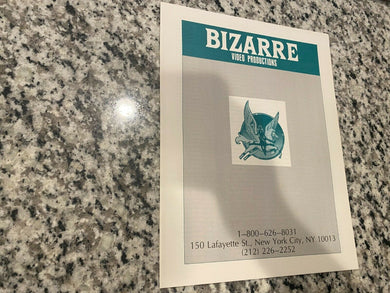 BIZARRE
VIDEO PRODUCTIONS
1-800-626-8031
150 Lafayette St., New York City, NY 10013
(212) 226-2252